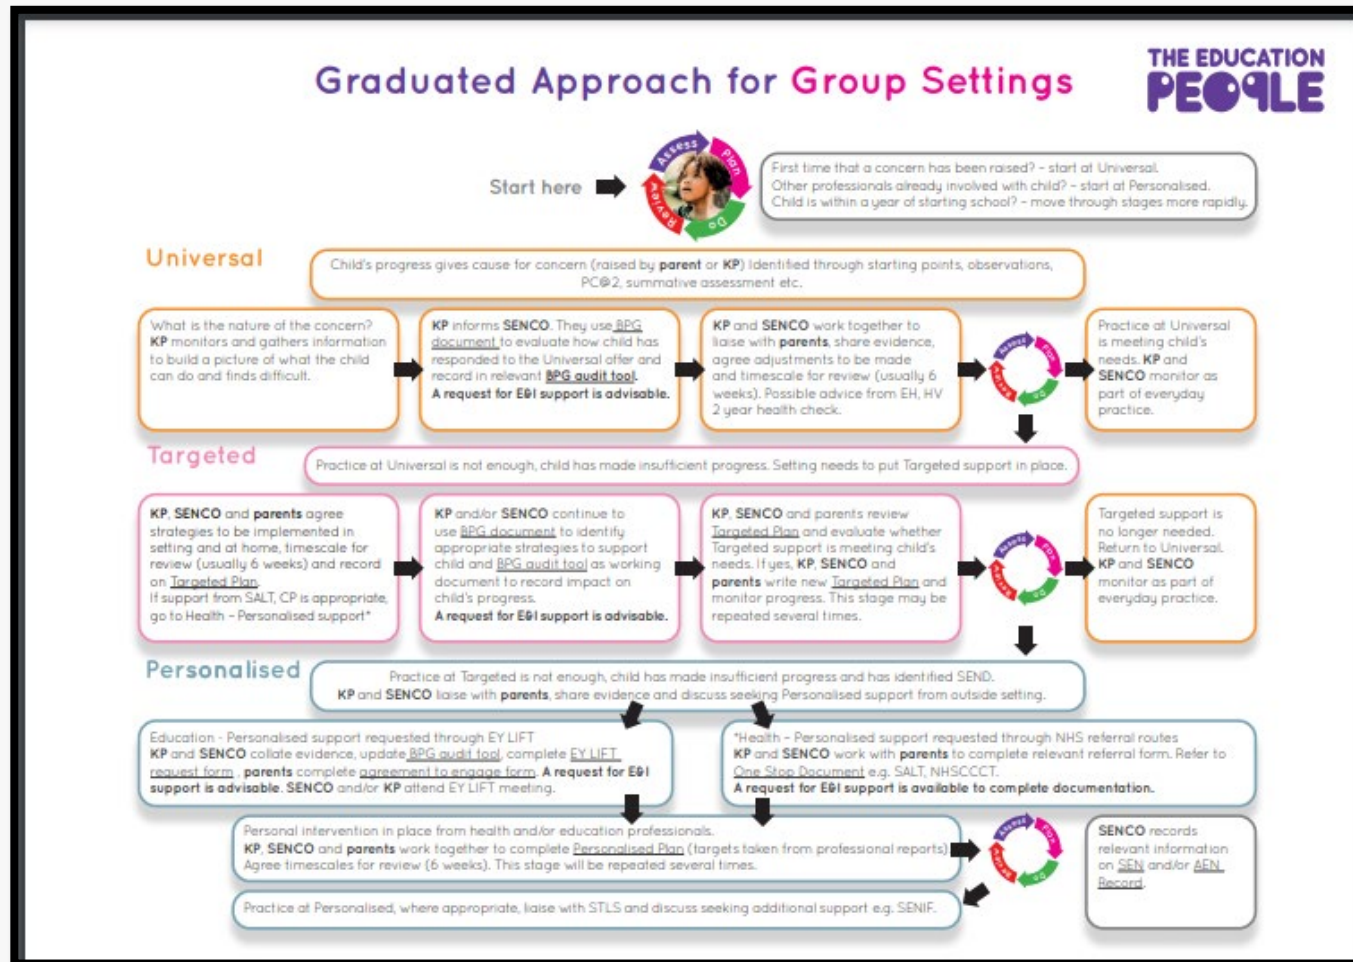 Graduated Approach for Group Settings
THE EDUCATION
PEOPLE
Start here
Assess
Plan
Do
Review
First time that a concern has been raised? – start at Universal.
Other professionals already involved with child? – start at Personalised.
Child is within a year of starting school? – move through stages more rapidly.
Universal
Child's progress gives cause for concern (raised by parent or KP) Identified through starting points, observations,
PC@2, summative assessment etc.
What is the nature of the concern?
KP monitors and gathers information
to build a picture of what the child
can do and finds difficult.
KP informs SENCO. They use BPG
document to evaluate how child has
responded to the Universal offer and
record in relevant BPG audit tool.
A request for E&I support is advisable.
KP and SENCO work together to
liaise with parents, share evidence,
agree adjustments to be made
and timescale for review (usually 6
weeks). Possible advice from EH, HV
2 year health check.
Assess
Plan
Do
Review
Practice at Universal
is meeting child's
needs. KP and
SENCO monitor as
part of everyday
practice.
Targeted
Practice at Universal is not enough, child has made insufficient progress. Setting needs to put Targeted support in place.
KP, SENCO and parents agree
strategies to be implemented in
setting and at home, timescale for
review (usually 6 weeks) and record
on Targeted Plan.
If support from SALT, CP is appropriate,
go to Health – Personalised support*
KP and/or SENCO continue to
use BPG document to identify
appropriate strategies to support
child and BPG audit tool as working
document to record impact on
child's progress.
A request for E&I support is advisable.
KP, SENCO and parents review
Targeted Plan and evaluate whether
Targeted support is meeting child's
needs. If yes, KP, SENCO and
parents write new Targeted Plan and
monitor progress. This stage may be
repeated several times.
Assess
Plan
Do
Review
Targeted support is
no longer needed.
Return to Universal.
KP and SENCO
monitor as part of
everyday practice.
Personalised
Practice at Targeted is not enough, child has made insufficient progress and has identified SEND.
KP and SENCO liaise with parents, share evidence and discuss seeking Personalised support from outside setting.
Education - Personalised support requested through EY LIFT
KP and SENCO collate evidence, update BPG audit tool, complete EY LIFT
request form , parents complete agreement to engage form. A request for E&I
support is advisable. SENCO and/or KP attend EY LIFT meeting.
*Health – Personalised support requested through NHS referral routes
KP and SENCO work with parents to complete relevant referral form. Refer to
One Stop Document e.g. SALT, NHSCCCT.
A request for E&I support is available to complete documentation.
Personal intervention in place from health and/or education professionals.
KP, SENCO and parents work together to complete Personalised Plan (targets taken from professional reports)
Agree timescales for review (6 weeks). This stage will be repeated several times.
Assess
Plan
Do
Review
SENCO records
relevant information
on SEN and/or AEN
Record.
Practice at Personalised, where appropriate, liaise with STLS and discuss seeking additional support e.g. SENIF.